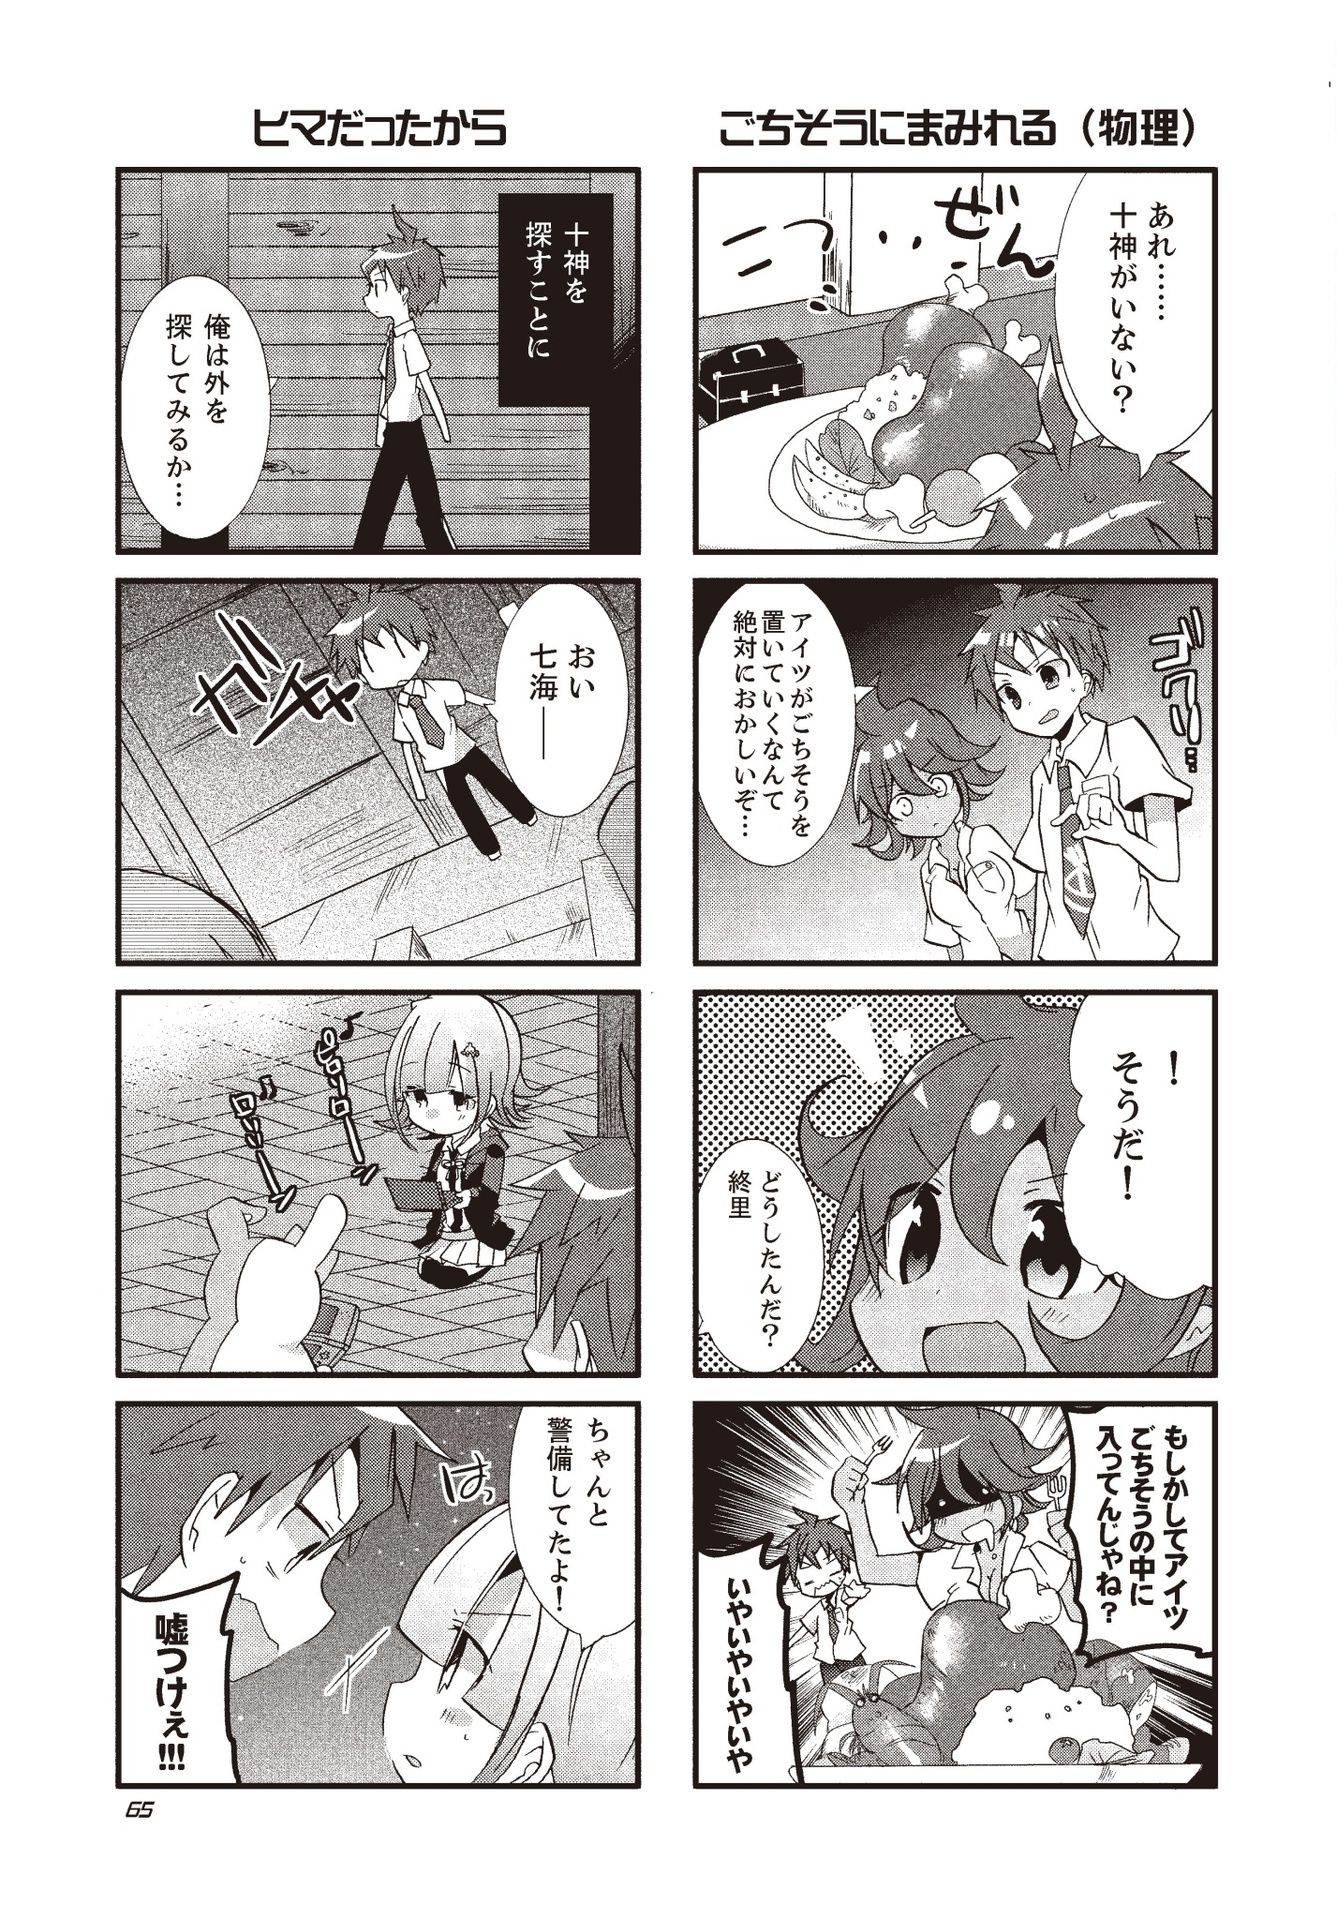 ごちそうにまみれる（物理）
あれ……
十神がいない？
ぜん
アイツがごちそうを
置いていくなんて
絶対におかしいぞ…
ゴクリ…
！
そうだ！
どうしたんだ？
終里
もしかしてアイツ
ごちそうの中に
入ってんじゃね？
いやいやいやいや
ヒマだったから
十神を
探すことに
俺は外を
探してみるか…
おい
七海――
ガチャ
ピローロー♪
ちゃんと
警備してたよ！
はっ
嘘つけぇ!!!
65